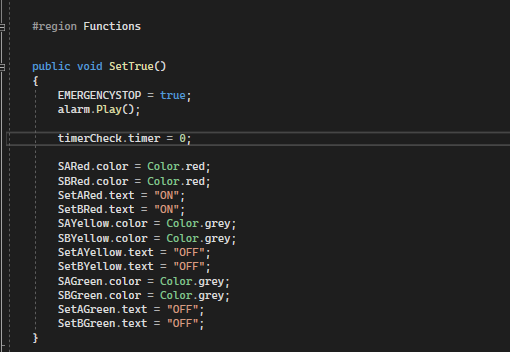 #region Functions
public void SetTrue()
{
EMERGENCYSTOP = true;
alarm.Play();
timerCheck.timer = 0;
SARed.color = Color.red;
SBRed.color = Color.red;
SetARed.text = "ON";
SetBRed.text = "ON";
SAYellow.color = Color.grey;
SBYellow.color = Color.grey;
SetAYellow.text = "OFF";
SetBYellow.text = "OFF";
SAGreen.color = Color.grey;
SBGreen.color = Color.grey;
SetAGreen.text = "OFF";
SetBGreen.text = "OFF";
}